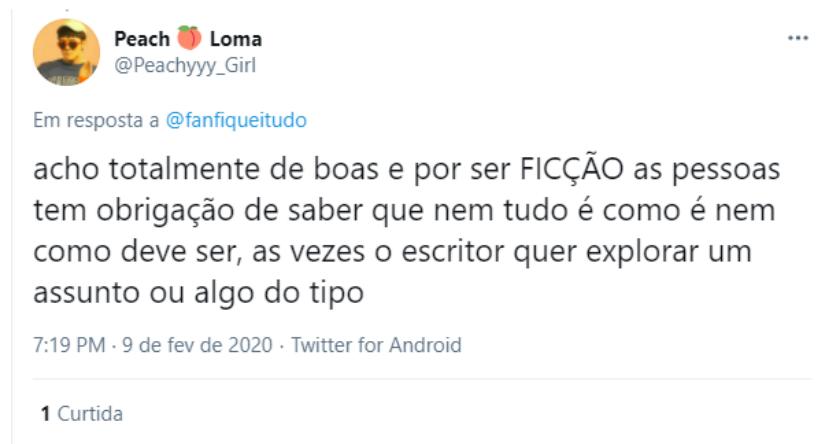 Peach 🍑 Loma
@Peachyyy_Girl
Em resposta a @fanfiqueitudo
acho totalmente de boas e por ser FICÇÃO as pessoas
tem obrigação de saber que nem tudo é como é nem
como deve ser, as vezes o escritor quer explorar um
assunto ou algo do tipo
7:19 PM · 9 de fev de 2020 · Twitter for Android
1 Curtida